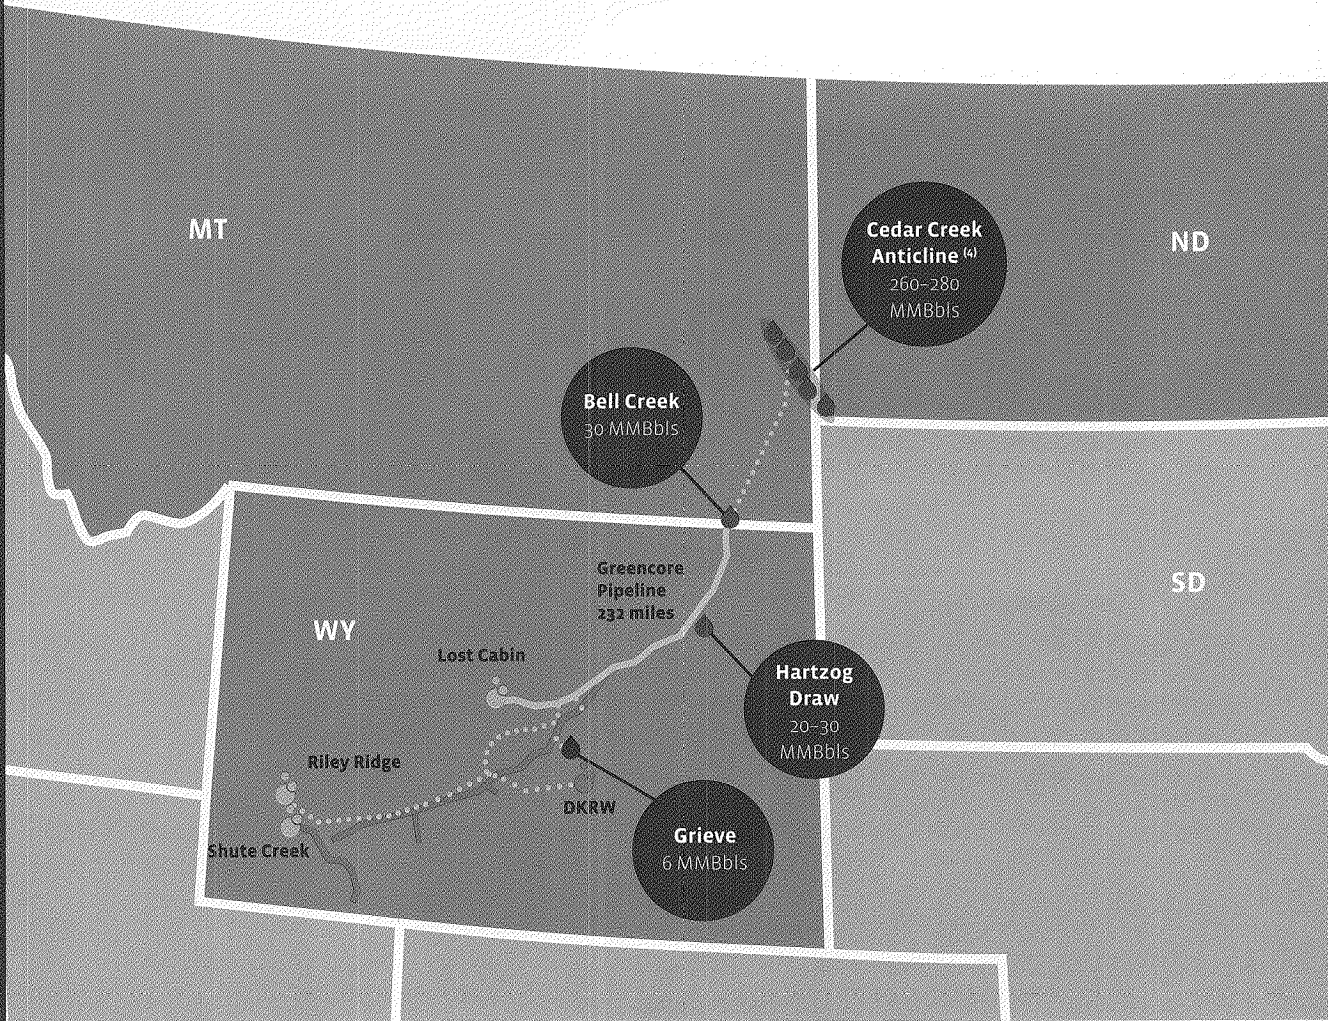 MT
ND
Cedar Creek
Anticline (4)
260–280
MMBbls
Bell Creek
30 MMBbls
Greencore
Pipeline
232 miles
SD
WY
Lost Cabin
Hartzog
Draw
20–30
MMBbls
Riley Ridge
DKRW
Grieve
6 MMBbls
Shute Creek